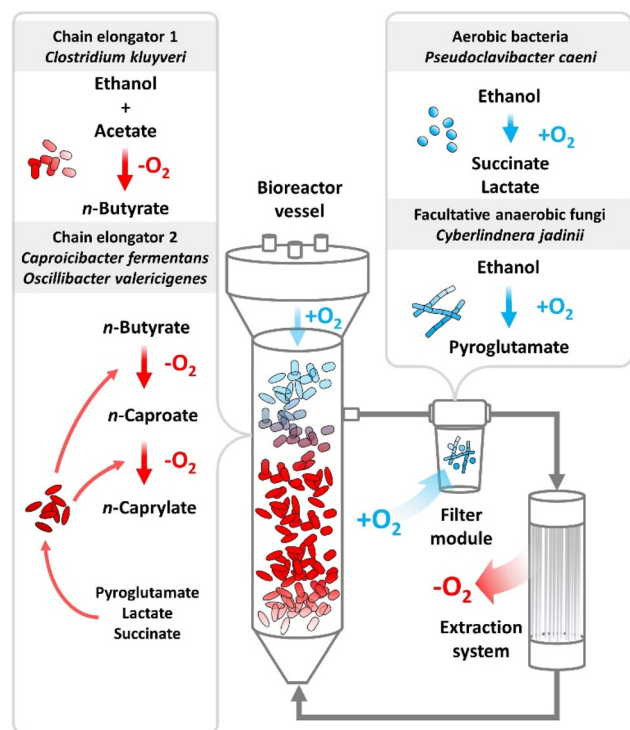 Chain elongator 1
Clostridium kluyveri
Ethanol
+
Acetate
-O₂
n-Butyrate
Chain elongator 2
Caproicibacter fermentans
Oscillibacter valericigenes
n-Butyrate
-O₂
n-Caproate
-O₂
n-Caprylate
Pyroglutamate
Lactate
Succinate
Bioreactor
vessel
+O₂
Aerobic bacteria
Pseudoclavibacter caeni
Ethanol
+O₂
Succinate
Lactate
Facultative anaerobic fungi
Cyberlindnera jadinii
Ethanol
+O₂
Pyroglutamate
+O₂
Filter
module
-O₂
Extraction
system